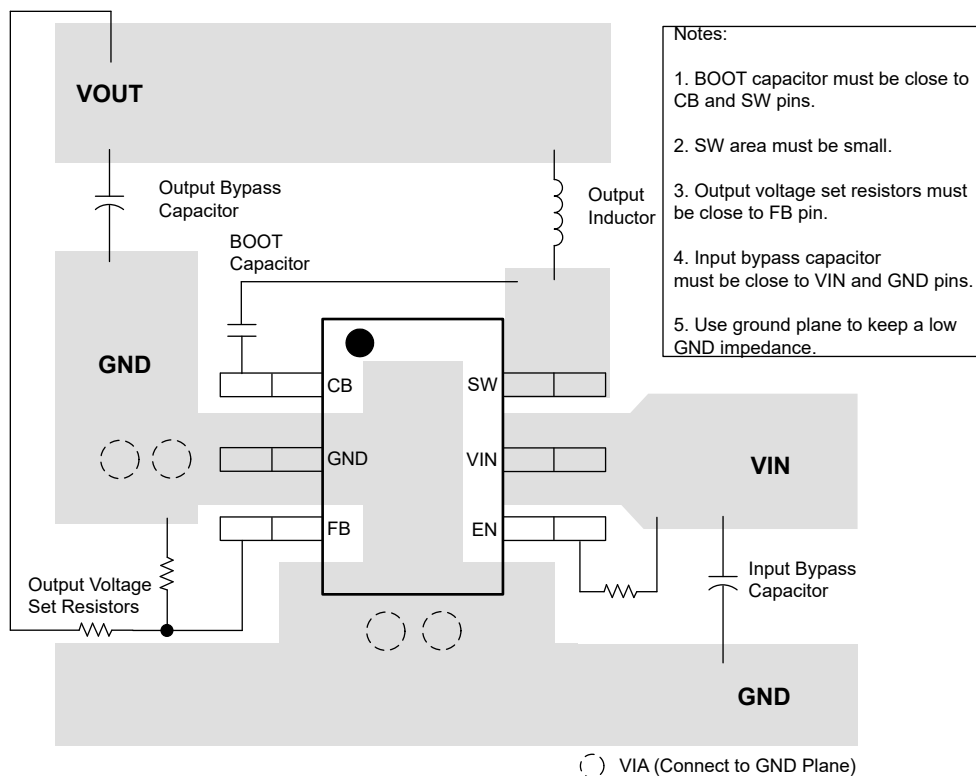 VOUT
Output Bypass
Capacitor
BOOT
Capacitor
Output
Inductor
GND
CB
GND
FB
SW
VIN
EN
VIN
Output Voltage
Set Resistors
Input Bypass
Capacitor
GND
VIA (Connect to GND Plane)
Notes:
1. BOOT capacitor must be close to
CB and SW pins.
2. SW area must be small.
3. Output voltage set resistors must
be close to FB pin.
4. Input bypass capacitor
must be close to VIN and GND pins.
5. Use ground plane to keep a low
GND impedance.